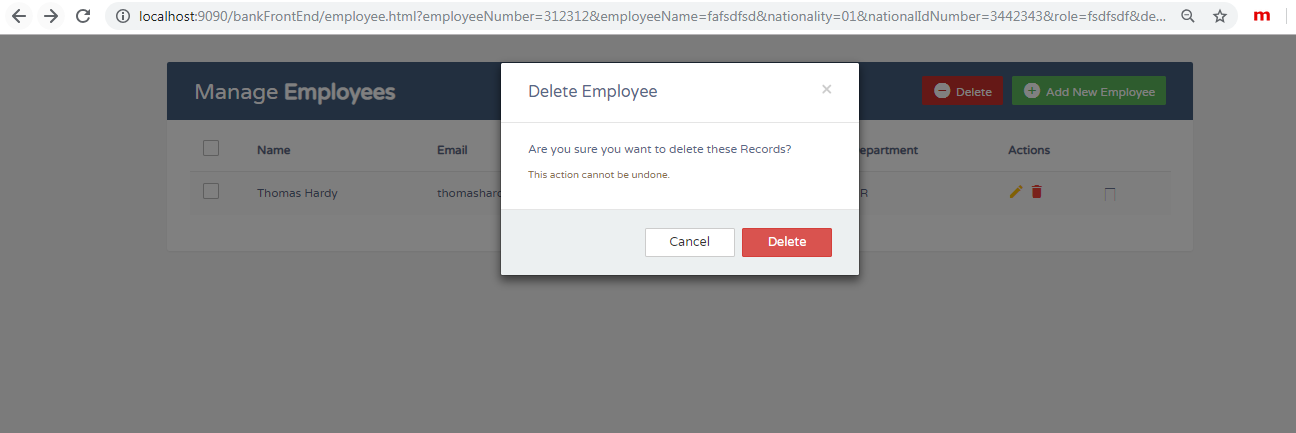 localhost:9090/bankFrontEnd/employee.html?employeeNumber=312312&employeeName=fafsdfsd&nationality=01&nationalIdNumber=3442343&role=fsdfsdf&de...
m
Manage Employees
Delete
Add New Employee
Delete Employee
×
Name
Email
epartment
Actions
Are you sure you want to delete these Records?
This action cannot be undone.
Thomas Hardy
thomashard
R
Cancel
Delete